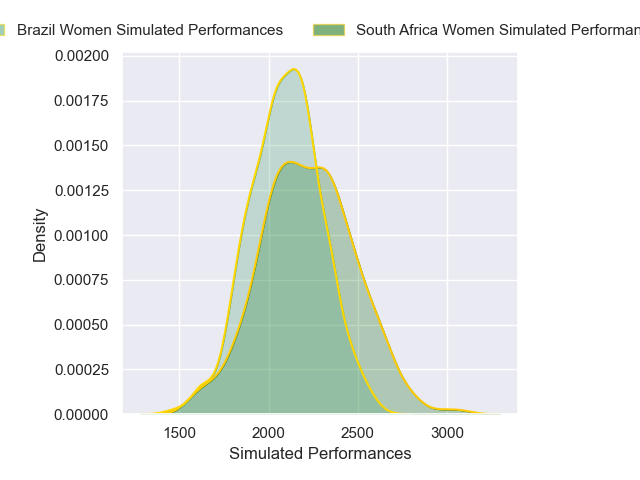 Brazil Women Simulated Performances
South Africa Women Simulated
0.00200
0.00175
0.00150
0.00125
0.00100
0.00075
0.00050
0.00025
0.00000
Density
1500 2000 2500 3000
Simulated Performances